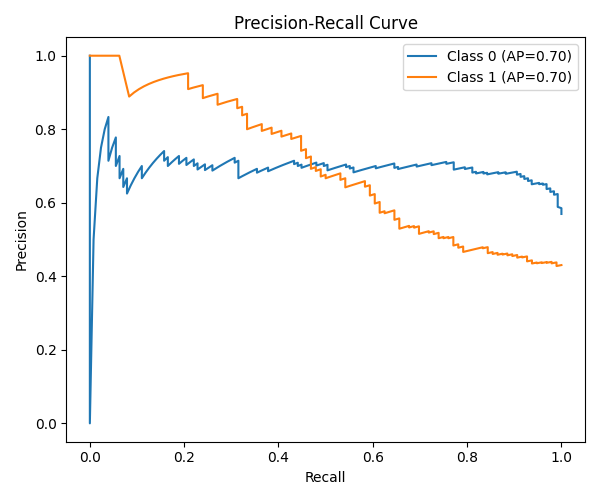 Precision-Recall Curve
Class 0 (AP=0.70)
Class 1 (AP=0.70)
1.0
0.8
0.6
0.4
0.2
0.0
Precision
0.0 0.2 0.4 0.6 0.8 1.0
Recall